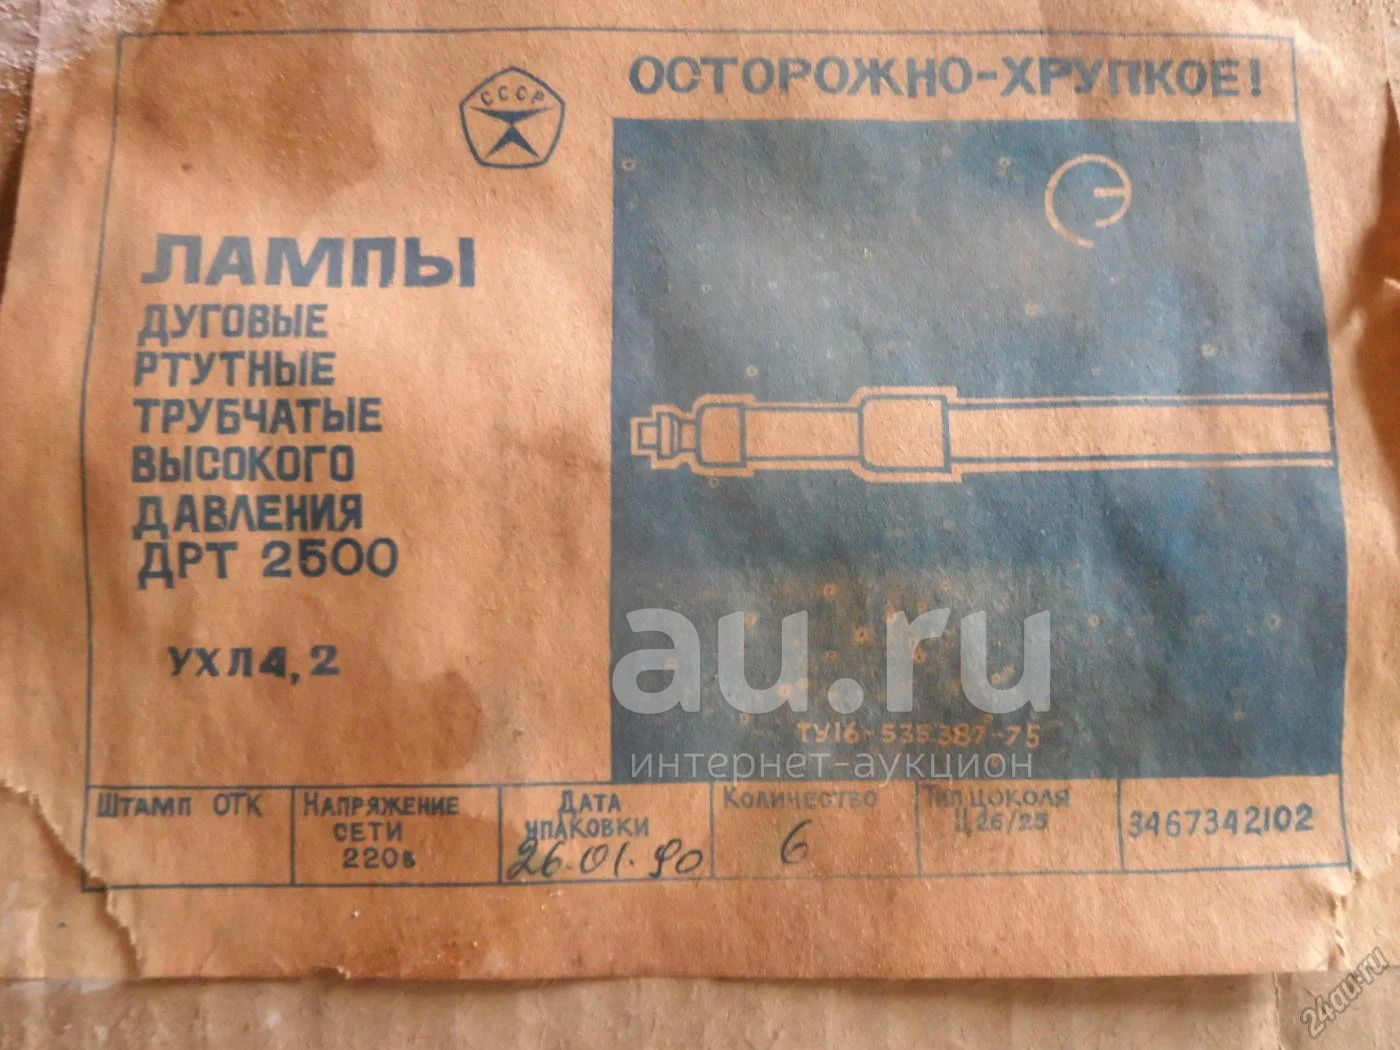 ОСТОРОЖНО-ХРУПКОЕ!
СССР
ЛАМПЫ
ДУГОВЫЕ
РТУТНЫЕ
ТРУБЧАТЫЕ
ВЫСОКОГО
ДАВЛЕНИЯ
ДРТ 2500
УХЛ4,2
au.ru
ТУ16-535387-75
интернет-аукцион
ШТАМП ОТК
НАПРЯЖЕНИЕ
СЕТИ
220в
ДАТА
УПАКОВКИ
26.01.90
КОЛИЧЕСТВО
6
ТИП ЦОКОЛЯ
Ц26/25
3467342102
24au.ru